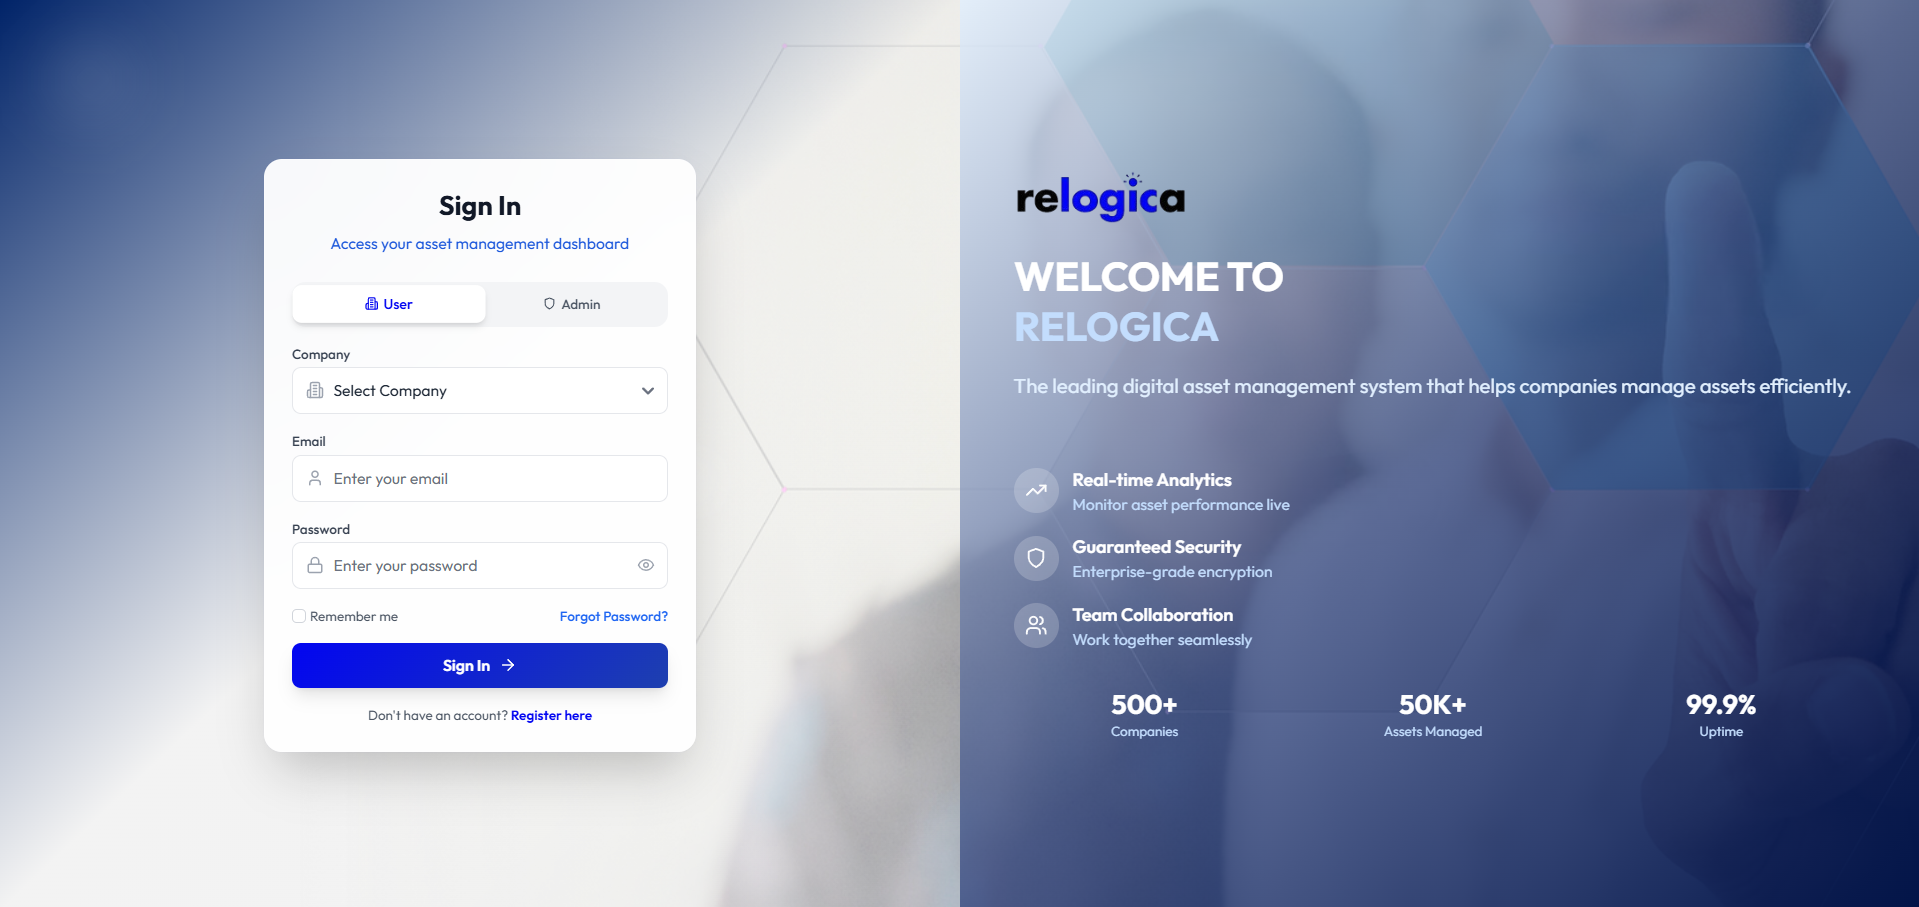 Sign In
Access your asset management dashboard
User
Admin
Company
Select Company
Email
Enter your email
Password
Enter your password
Remember me
Forgot Password?
Sign In
Don't have an account? Register here
relogica
WELCOME TO
RELOGICA
The leading digital asset management system that helps companies manage assets efficiently.
Real-time Analytics
Monitor asset performance live
Guaranteed Security
Enterprise-grade encryption
Team Collaboration
Work together seamlessly
500+
Companies
50K+
Assets Managed
99.9%
Uptime